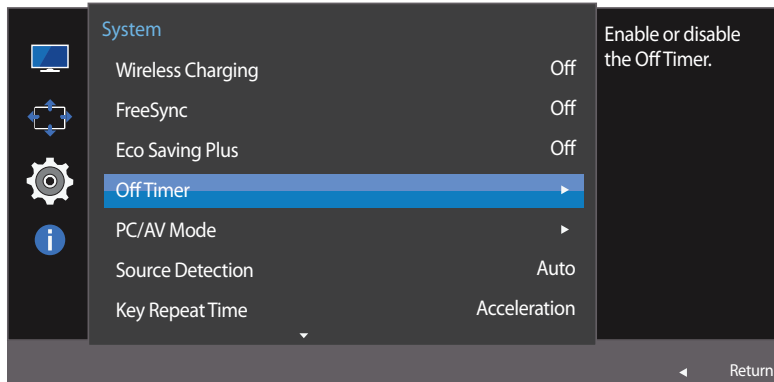 System
Wireless Charging Off
FreeSync Off
Eco Saving Plus Off
Off Timer
PC/AV Mode
Source Detection Auto
Key Repeat Time Acceleration
Enable or disable
the Off Timer.
Return